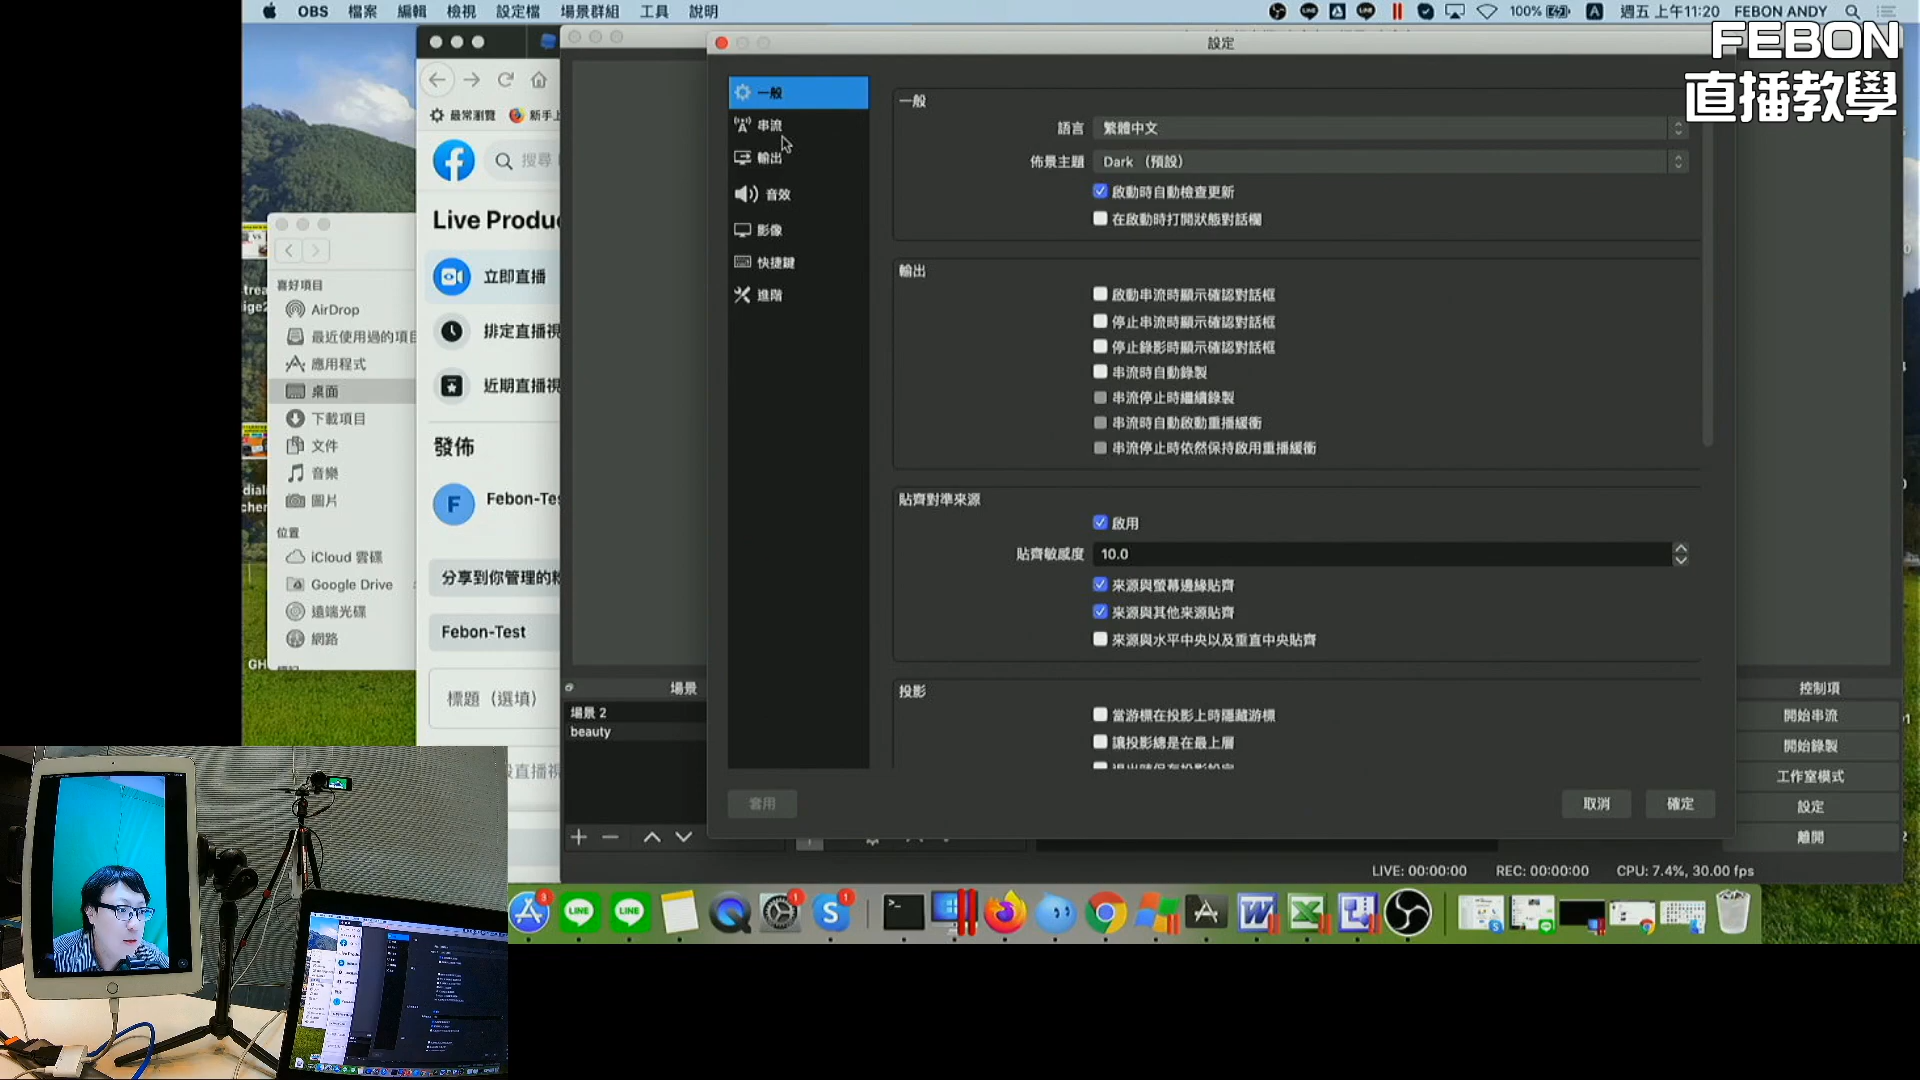 OBS 檔案 編輯 檢視 設定檔 場景群組 工具 說明
100% 週五 上午11:20 FEBON ANDY
FEBON
直播教學
最常瀏覽
搜尋
Live Produ
立即直播
排定直播視
近期直播視
發佈
F Febon-Tes
分享到你管理的粉
Febon-Test
標題（選填）
喜好項目
AirDrop
最近使用過的項目
應用程式
桌面
下載項目
文件
音樂
圖片
位置
iCloud 雲碟
Google Drive
遠端光碟
網路
GH
設定
一般
串流
輸出
音效
影像
快捷鍵
進階
一般
語言 繁體中文
佈景主題 Dark （預設）
啟動時自動檢查更新
在啟動時打開狀態對話欄
輸出
啟動串流時顯示確認對話框
停止串流時顯示確認對話框
停止錄影時顯示確認對話框
串流時自動錄製
串流停止時繼續錄製
串流時自動啟動重播緩衝
串流停止時依然保持啟用重播緩衝
貼齊對準來源
啟用
貼齊敏感度 10.0
來源與螢幕邊緣貼齊
來源與其他來源貼齊
來源與水平中央以及垂直中央貼齊
投影
當游標在投影上時隱藏游標
讓投影總是在最上層
套用 取消 確定
場景
場景 2
beauty
控制項
開始串流
開始錄製
工作室模式
設定
離開
LIVE: 00:00:00 REC: 00:00:00 CPU: 7.4%, 30.00 fps